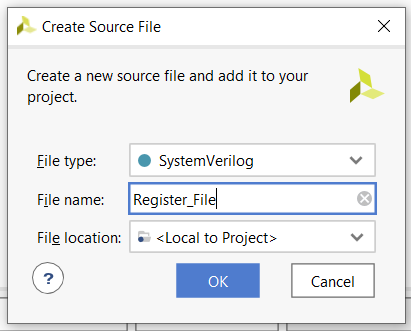 Create Source File
Create a new source file and add it to your
project.
File type:
SystemVerilog
File name:
Register_File
File location:
<Local to Project>
?
OK
Cancel